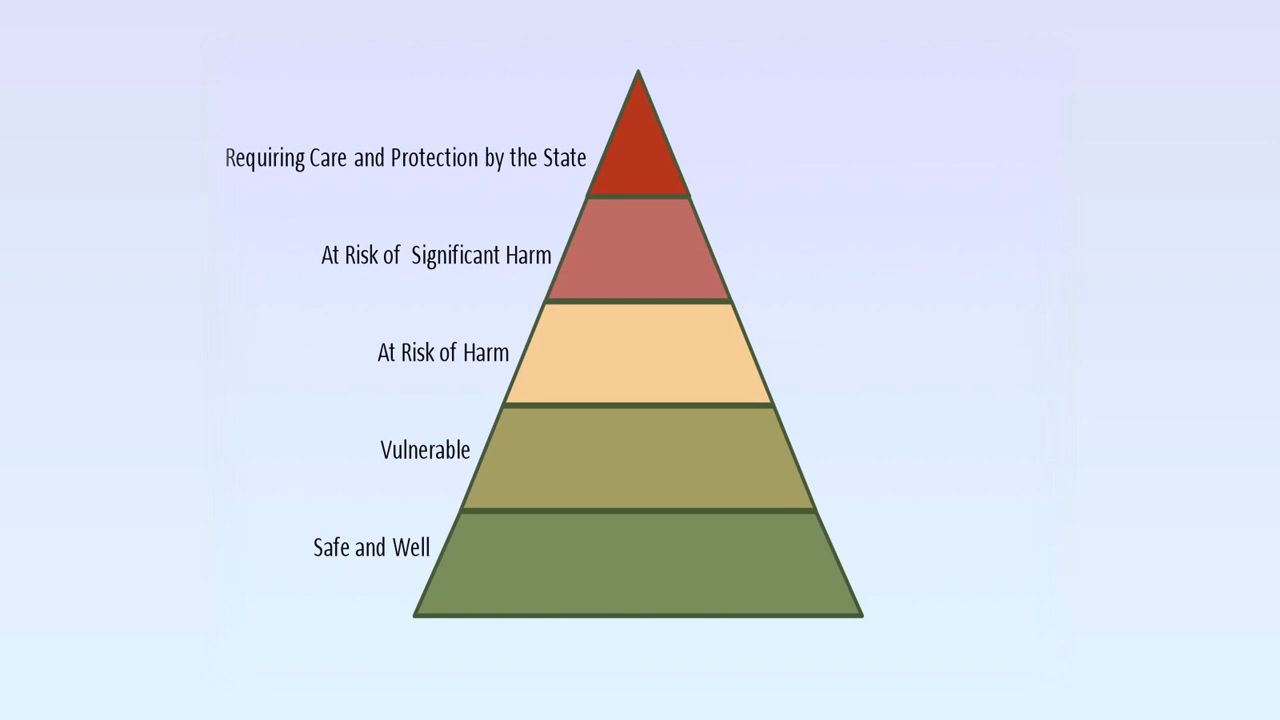 Requiring Care and Protection by the State
At Risk of Significant Harm
At Risk of Harm
Vulnerable
Safe and Well